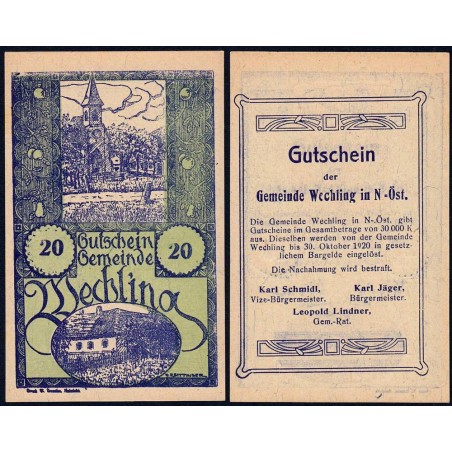 20
Gutschein
Gemeinde
20
Wechling
Gutschein
der
Gemeinde Wechling in N-Öst.
Die Gemeinde Wechling in N-.Öst. gibt
Gutscheine im Gesamtbetrage von 30 000 K
aus. Dieselben werden von der Gemeinde
Wechling bis 30. Oktober 1920 in gesetz-
lichem Bargelde eingelöst.
Die Nachahmung wird bestraft.
Karl Schmidl,
Vize-Bürgermeister.
Karl Jäger,
Bürgermeister.
Leopold Lindner,
Gem.-Rat.